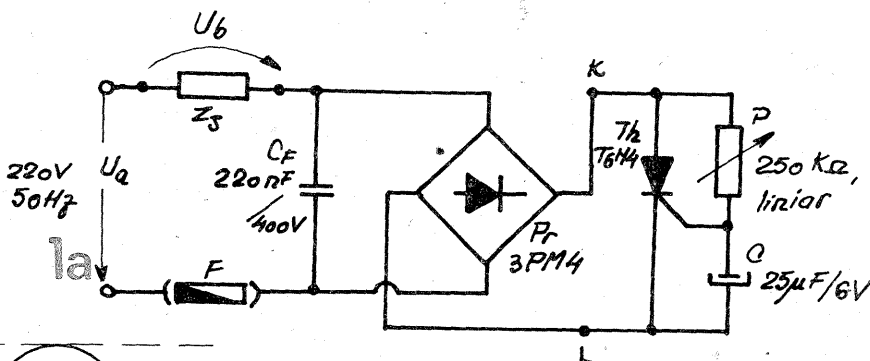 Ub
Zs
220V
50Hz
Ua
1a
F
CF
220nF
/400V
Pr
3PM4
K
Th
T6N4
P
250 KΩ,
liniar
C
25µF/6V